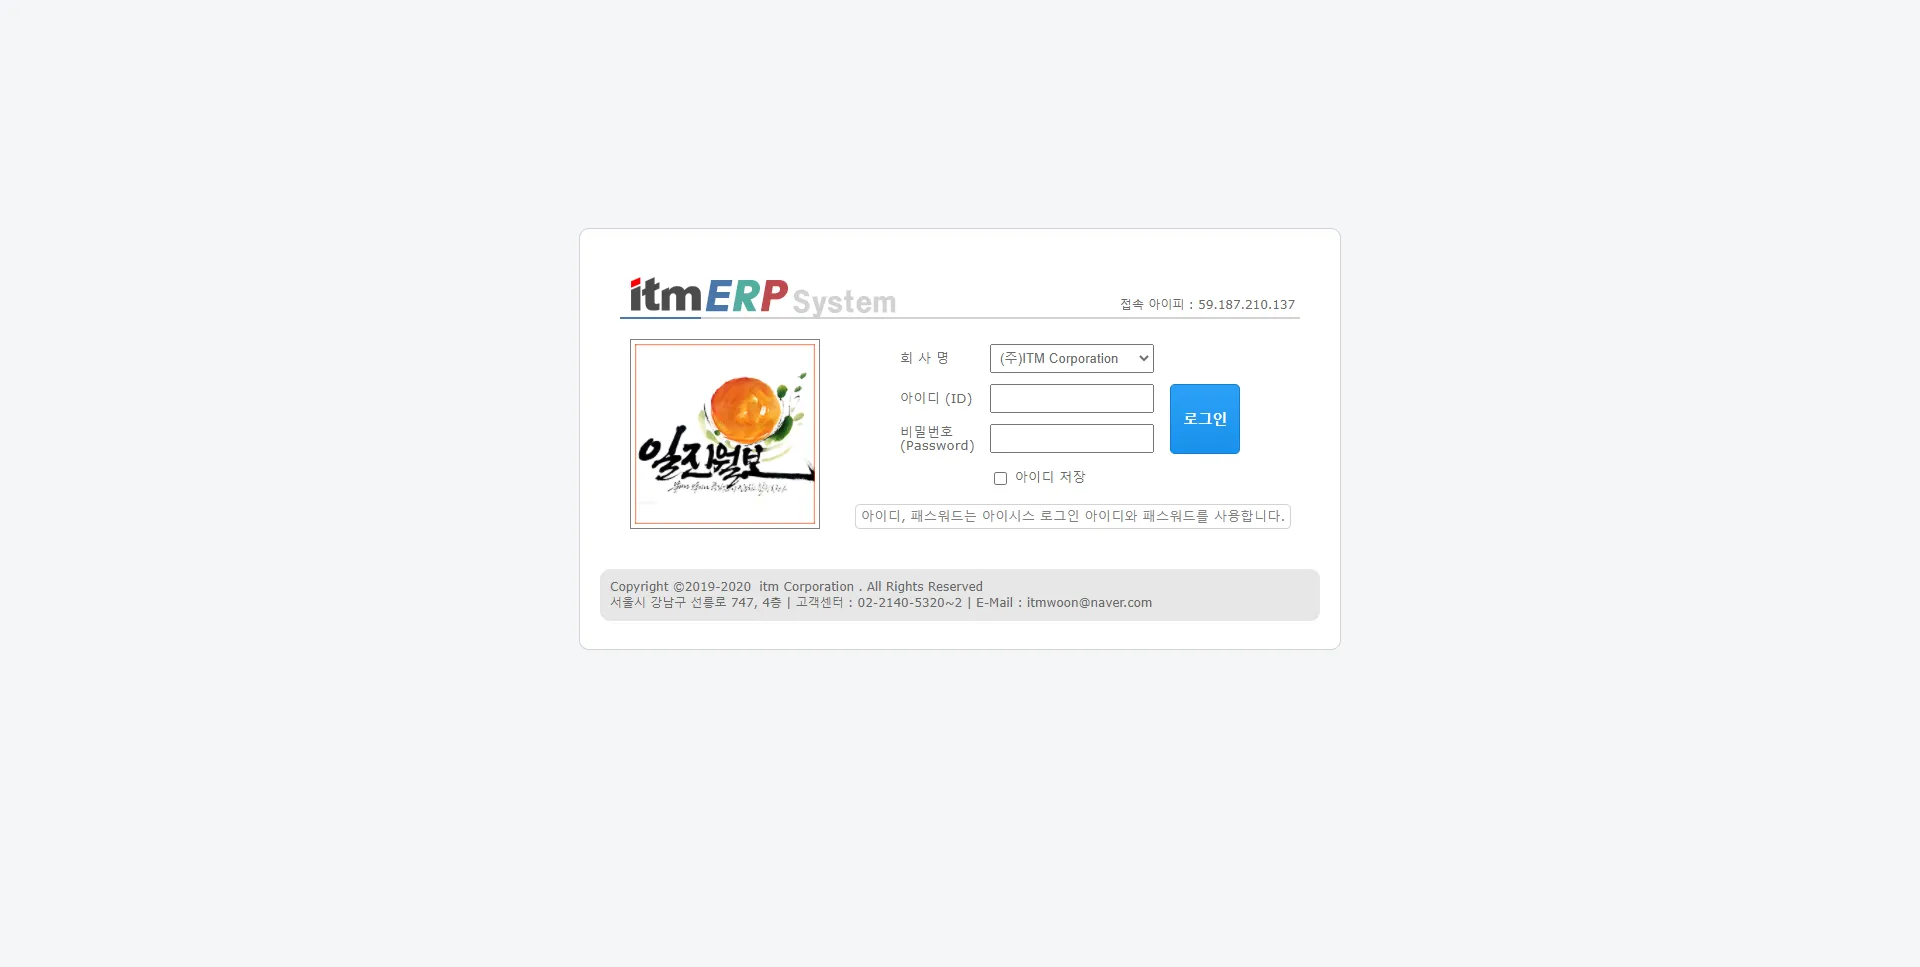 itm ERP System
접속 아이피 : 59.187.210.137
일진월보
회 사 명
(주)ITM Corporation
아이디 (ID)
비밀번호
(Password)
로그인
아이디 저장
아이디, 패스워드는 아이시스 로그인 아이디와 패스워드를 사용합니다.
Copyright ©2019-2020 itm Corporation . All Rights Reserved
서울시 강남구 선릉로 747, 4층 | 고객센터 : 02-2140-5320~2 | E-Mail : itmwoon@naver.com